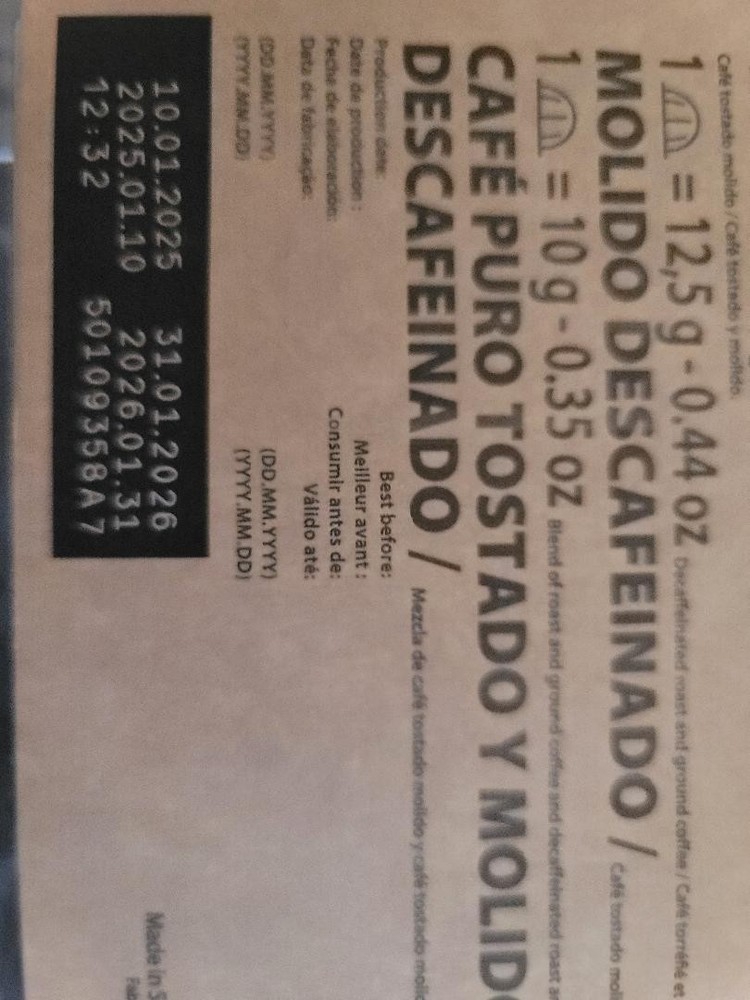 Café tostado molido / Café tostado y molido.
1 = 12,5 g - 0.44 oz Decaffeinated roast and ground coffee / Café torréfié et
MOLIDO DESCAFEINADO / Café tostado mol
1 = 10 g - 0.35 oz Blend of roast and ground coffee and decaffeinated roast a
CAFÉ PURO TOSTADO Y MOLIDO
DESCAFEINADO / Mezcla de café tostado molido y café tostado molid
Production date: Best before:
Date de production : Meilleur avant :
Fecha de elaboración: Consumir antes de:
Data de fabricação: Válido até:
(DD.MM.YYYY) (DD.MM.YYYY)
(YYYY.MM.DD) (YYYY.MM.DD)
10.01.2025 31.01.2026
2025.01.10 2026.01.31
12:32 50109358A7
Made in S
Fab